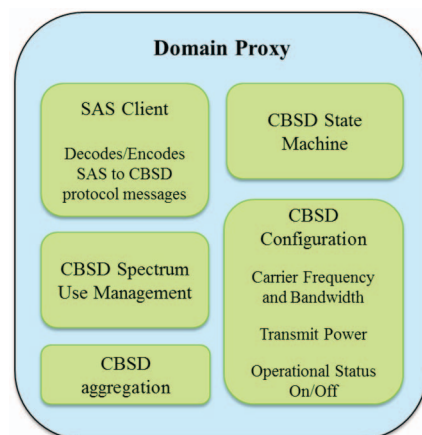 Domain Proxy
SAS Client
Decodes/Encodes
SAS to CBSD
protocol messages
CBSD State
Machine
CBSD Spectrum
Use Management
CBSD
Configuration
Carrier Frequency
and Bandwidth
Transmit Power
Operational Status
On/Off
CBSD
aggregation